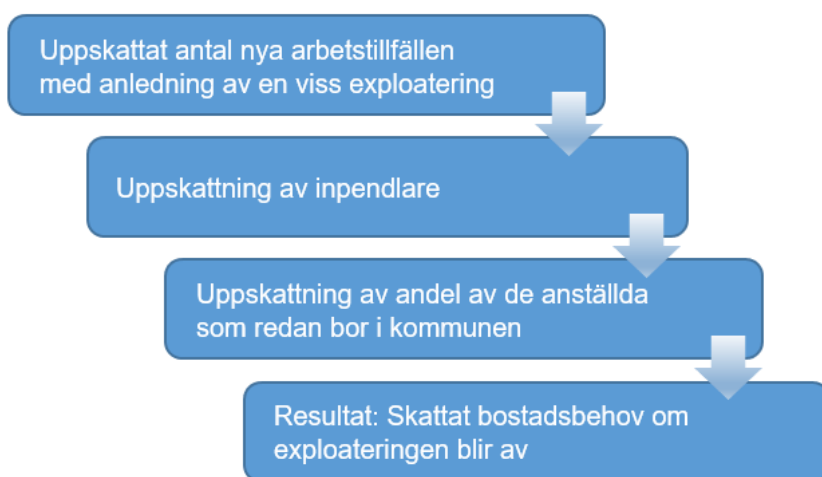 Uppskattat antal nya arbetstillfällen
med anledning av en viss exploatering
Uppskattning av inpendlare
Uppskattning av andel av de anställda
som redan bor i kommunen
Resultat: Skattat bostadsbehov om
exploateringen blir av